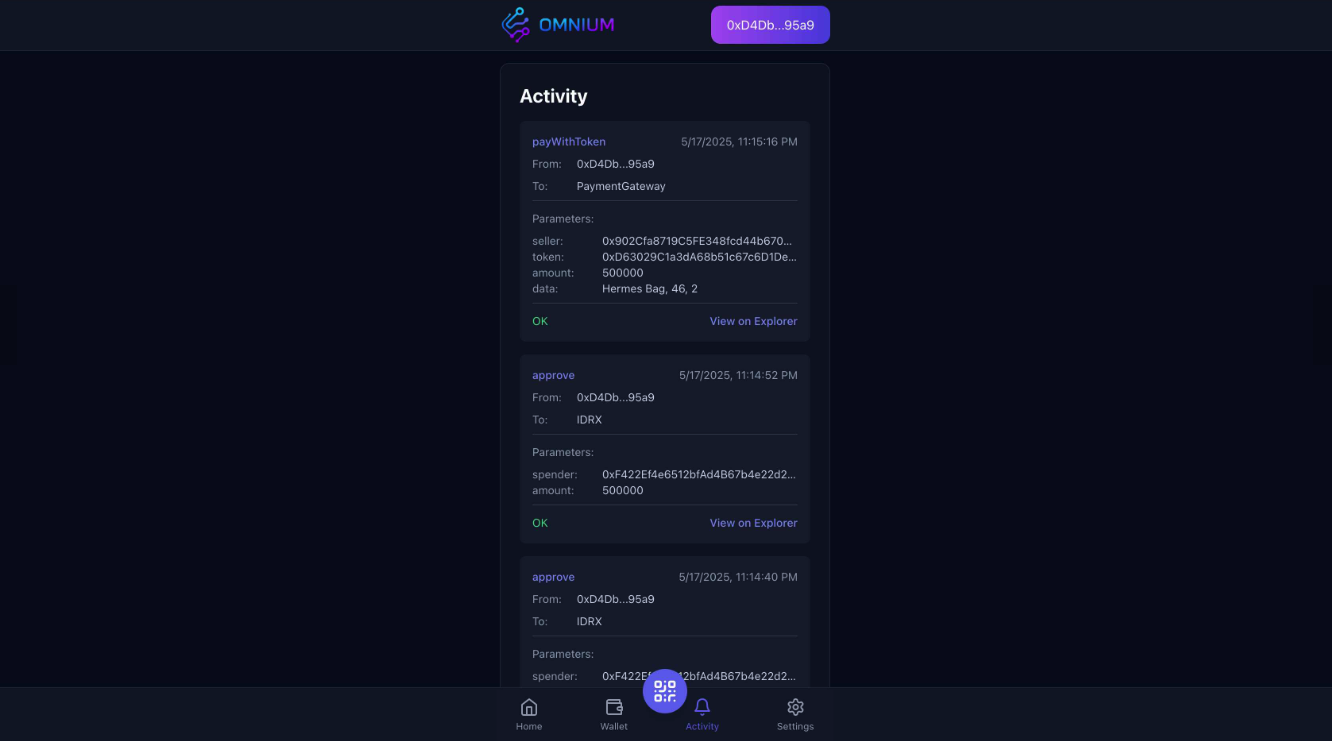 OMNIUM
0xD4Db...95a9
Activity
payWithToken 5/17/2025, 11:15:16 PM
From: 0xD4Db...95a9
To: PaymentGateway
Parameters:
seller: 0x902Cfa8719C5FE348fcd44b670...
token: 0xD63029C1a3dA68b51c67c6D1De...
amount: 500000
data: Hermes Bag, 46, 2
OK View on Explorer
approve 5/17/2025, 11:14:52 PM
From: 0xD4Db...95a9
To: IDRX
Parameters:
spender: 0xF422Ef4e6512bfAd4B67b4e22d2...
amount: 500000
OK View on Explorer
approve 5/17/2025, 11:14:40 PM
From: 0xD4Db...95a9
To: IDRX
Parameters:
spender:
Home Wallet Activity Settings